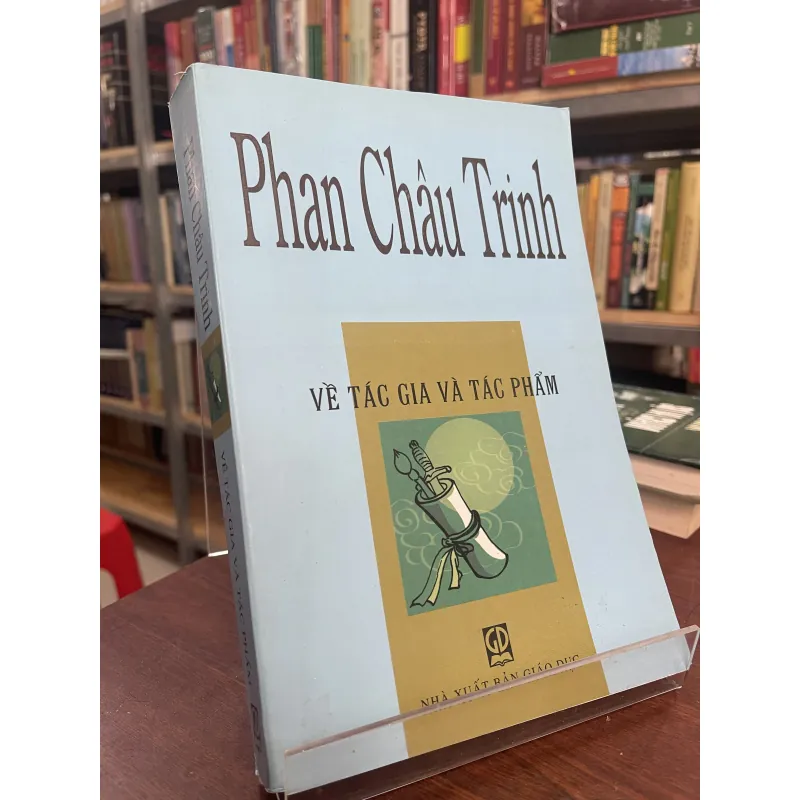 Phan Châu Trinh
VỀ TÁC GIA VÀ TÁC PHẨM
GD
NHÀ XUẤT BẢN GIÁO DỤC
Phan Châu Trinh
VỀ TÁC GIA VÀ TÁC PHẨM